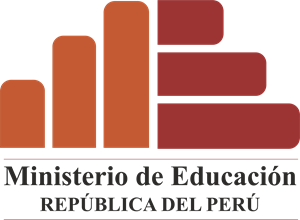 Ministerio de Educación
REPÚBLICA DEL PERÚ